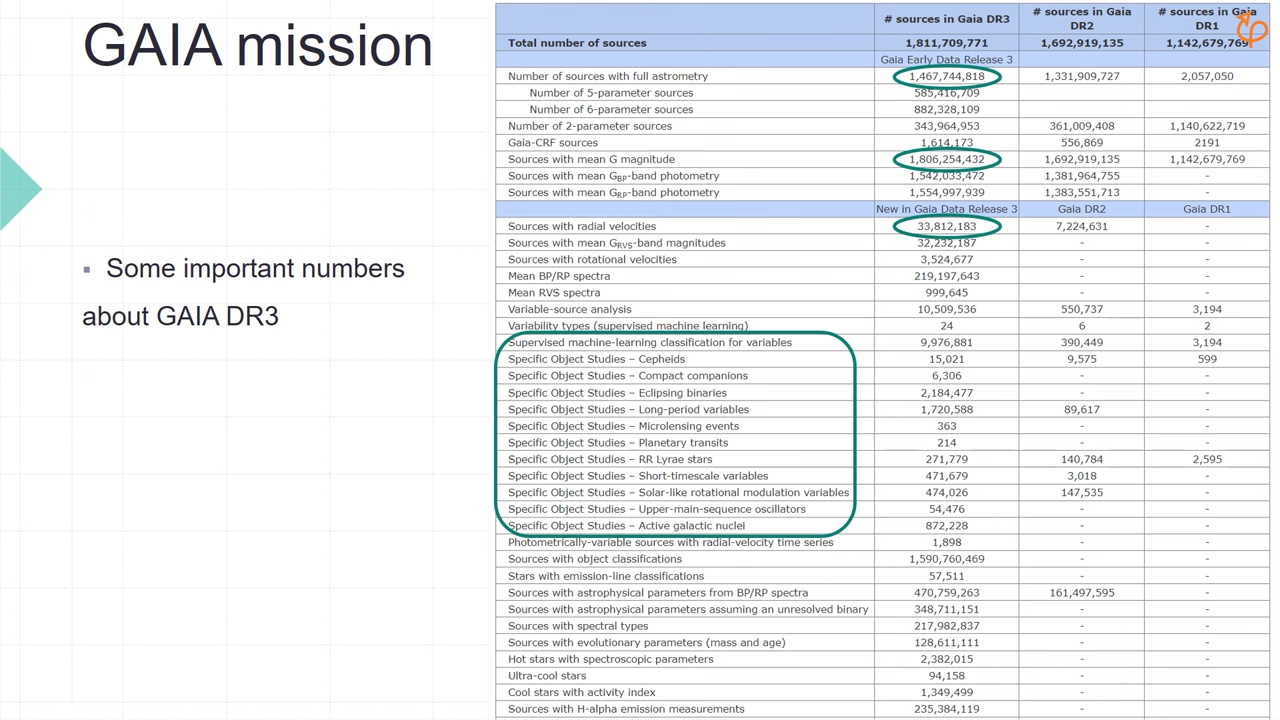 GAIA mission
▪ Some important numbers
about GAIA DR3
# sources in Gaia DR3 # sources in Gaia DR2 # sources in Gaia DR1
Total number of sources 1,811,709,771 1,692,919,135 1,142,679,769
Gaia Early Data Release 3
Number of sources with full astrometry 1,467,744,818 1,331,909,727 2,057,050
Number of 5-parameter sources 585,416,709
Number of 6-parameter sources 882,328,109
Number of 2-parameter sources 343,964,953 361,009,408 1,140,622,719
Gaia-CRF sources 1,614,173 556,869 2191
Sources with mean G magnitude 1,806,254,432 1,692,919,135 1,142,679,769
Sources with mean GBP-band photometry 1,542,033,472 1,381,964,755 -
Sources with mean GRP-band photometry 1,554,997,939 1,383,551,713 -
New in Gaia Data Release 3 Gaia DR2 Gaia DR1
Sources with radial velocities 33,812,183 7,224,631 -
Sources with mean GRVS-band magnitudes 32,232,187 - -
Sources with rotational velocities 3,524,677 - -
Mean BP/RP spectra 219,197,643 - -
Mean RVS spectra 999,645 - -
Variable-source analysis 10,509,536 550,737 3,194
Variability types (supervised machine learning) 24 6 2
Supervised machine-learning classification for variables 9,976,881 390,449 3,194
Specific Object Studies – Cepheids 15,021 9,575 599
Specific Object Studies – Compact companions 6,306 - -
Specific Object Studies – Eclipsing binaries 2,184,477 - -
Specific Object Studies – Long-period variables 1,720,588 89,617 -
Specific Object Studies – Microlensing events 363 - -
Specific Object Studies – Planetary transits 214 - -
Specific Object Studies – RR Lyrae stars 271,779 140,784 2,595
Specific Object Studies – Short-timescale variables 471,679 3,018 -
Specific Object Studies – Solar-like rotational modulation variables 474,026 147,535 -
Specific Object Studies – Upper-main-sequence oscillators 54,476 - -
Specific Object Studies – Active galactic nuclei 872,228 - -
Photometrically-variable sources with radial-velocity time series 1,898 - -
Sources with object classifications 1,590,760,469 - -
Stars with emission-line classifications 57,511 - -
Sources with astrophysical parameters from BP/RP spectra 470,759,263 161,497,595 -
Sources with astrophysical parameters assuming an unresolved binary 348,711,151 - -
Sources with spectral types 217,982,837 - -
Sources with evolutionary parameters (mass and age) 128,611,111 - -
Hot stars with spectroscopic parameters 2,382,015 - -
Ultra-cool stars 94,158 - -
Cool stars with activity index 1,349,499 - -
Sources with H-alpha emission measurements 235,384,119 - -